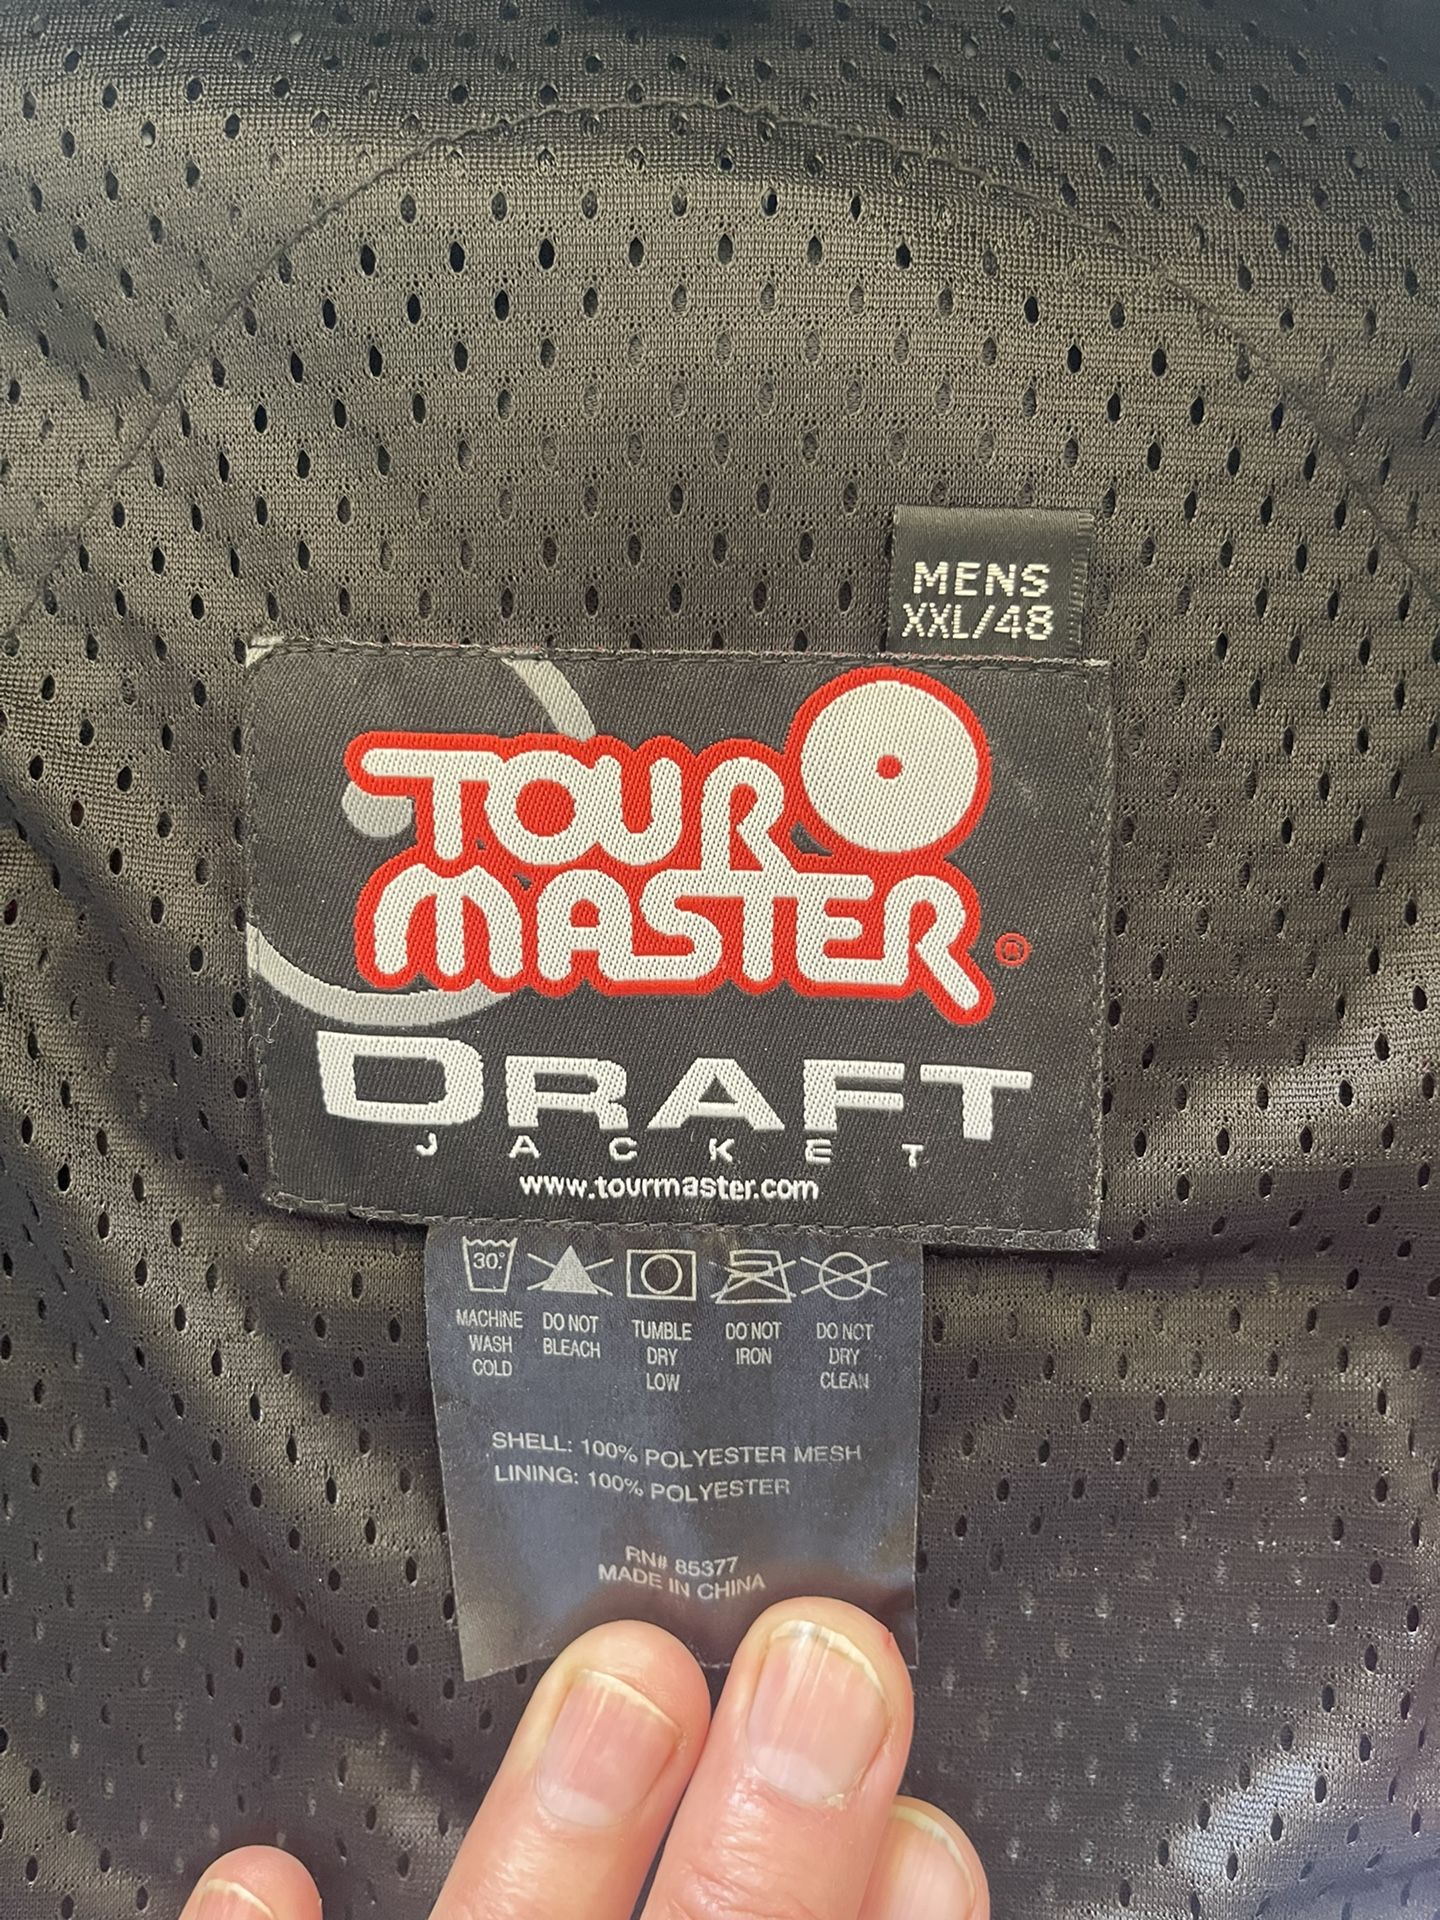 MENS
XXL/48
TOUR
MASTER®
DRAFT
JACKET
www.tourmaster.com
30°
MACHINE WASH COLD
DO NOT BLEACH
TUMBLE DRY LOW
DO NOT IRON
DO NOT DRY CLEAN
SHELL: 100% POLYESTER MESH
LINING: 100% POLYESTER
RN# 85377
MADE IN CHINA